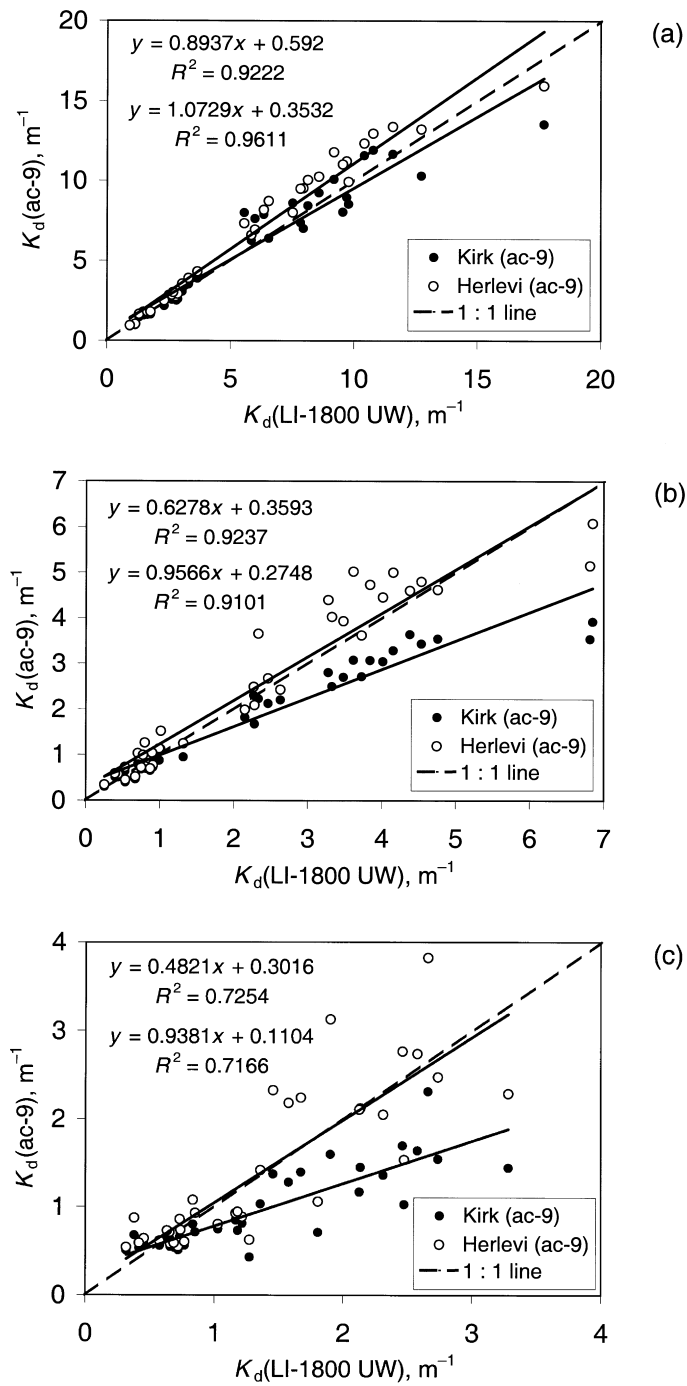 (a)
20
15
10
5
0
y = 0.8937x + 0.592
R² = 0.9222
y = 1.0729x + 0.3532
R² = 0.9611
Kd(ac-9), m⁻¹
Kirk (ac-9)
Herlevi (ac-9)
1 : 1 line
0 5 10 15 20
Kd(LI-1800 UW), m⁻¹
(b)
7
6
5
4
3
2
1
0
y = 0.6278x + 0.3593
R² = 0.9237
y = 0.9566x + 0.2748
R² = 0.9101
Kd(ac-9), m⁻¹
Kirk (ac-9)
Herlevi (ac-9)
1 : 1 line
0 1 2 3 4 5 6 7
Kd(LI-1800 UW), m⁻¹
(c)
4
3
2
1
0
y = 0.4821x + 0.3016
R² = 0.7254
y = 0.9381x + 0.1104
R² = 0.7166
Kd(ac-9), m⁻¹
Kirk (ac-9)
Herlevi (ac-9)
1 : 1 line
0 1 2 3 4
Kd(LI-1800 UW), m⁻¹